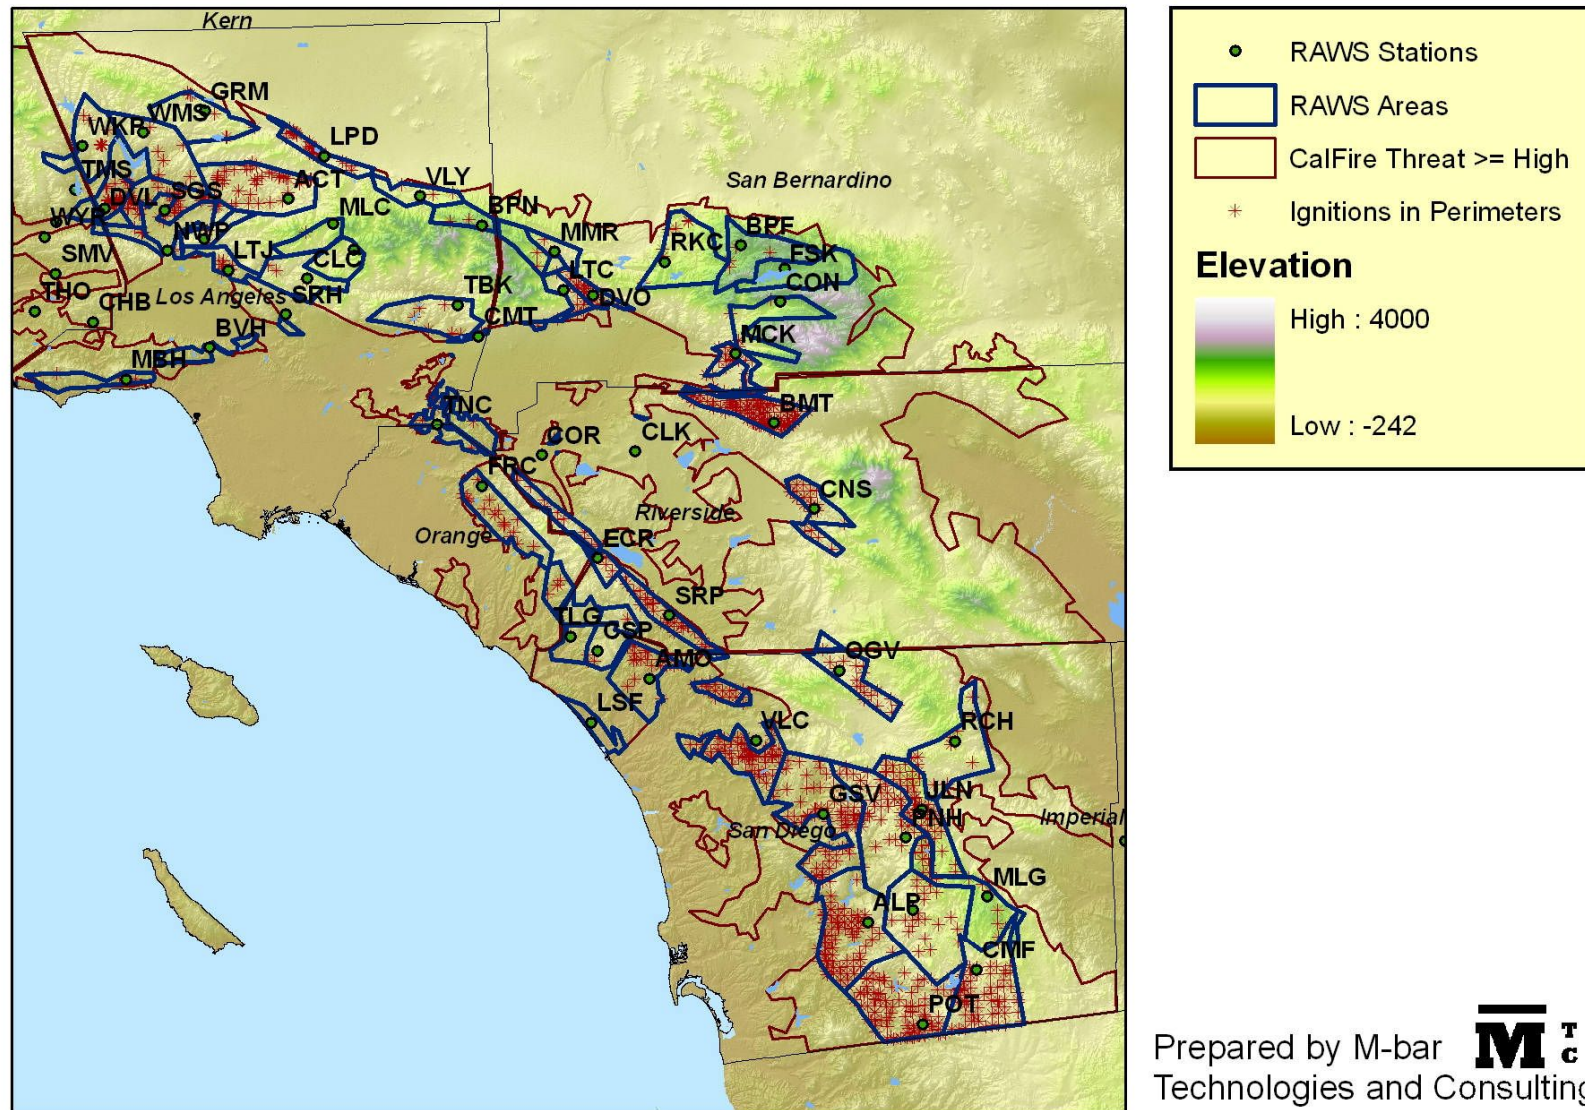 Kern
GRM
WMS
WKP
LPD
TMS
ACT
VLY
San Bernardino
DVL
SGS
MLC
BPN
WYR
NWP
MMR
RKC
BPF
SMV
LTJ
CLC
LTC
FSK
THO
Los Angeles
SRH
TBK
DVO
CON
CHB
CMT
BVH
MCK
MBH
TNC
BMT
COR
CLK
FRC
CNS
Riverside
Orange
ECR
SRP
TLG
CSP
OGV
AMO
LSF
VLC
RCH
GSV
JLN
San Diego
PNH
Imperial
MLG
ALP
CMF
POT
RAWS Stations
RAWS Areas
CalFire Threat >= High
Ignitions in Perimeters
Elevation
High : 4000
Low : -242
Prepared by M-bar
Technologies and Consulting
M T
C